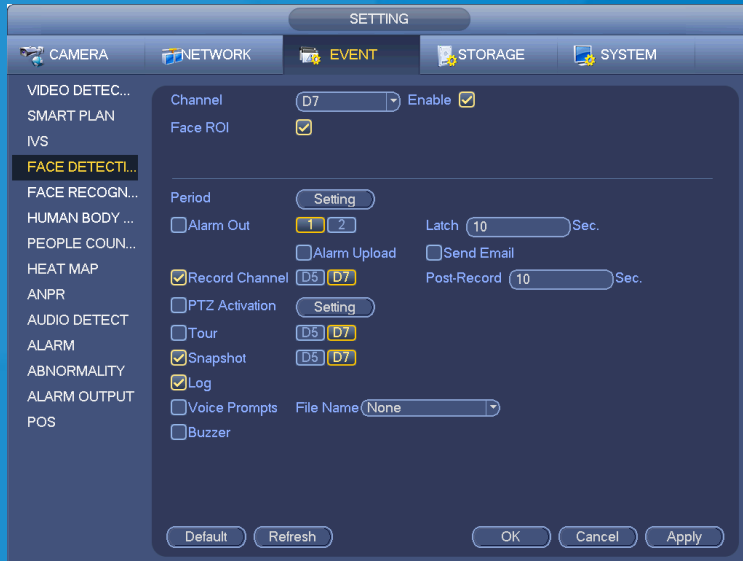 SETTING
CAMERA NETWORK EVENT STORAGE SYSTEM
VIDEO DETEC...
SMART PLAN
IVS
FACE DETECTI...
FACE RECOGN...
HUMAN BODY ...
PEOPLE COUN...
HEAT MAP
ANPR
AUDIO DETECT
ALARM
ABNORMALITY
ALARM OUTPUT
POS
Channel D7 Enable
Face ROI
Period Setting
Alarm Out 1 2 Latch 10 Sec.
Alarm Upload Send Email
Record Channel D5 D7 Post-Record 10 Sec.
PTZ Activation Setting
Tour D5 D7
Snapshot D5 D7
Log
Voice Prompts File Name None
Buzzer
Default Refresh OK Cancel Apply